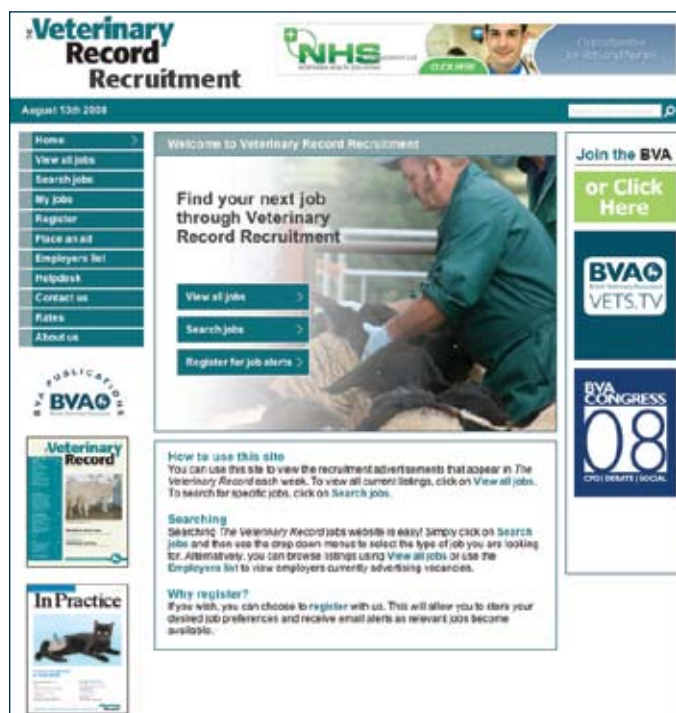 THE Veterinary
Record
Recruitment
NHS
CLICK HERE
August 13th 2008
Home
View all jobs
Search jobs
My jobs
Register
Place an ad
Employers list
Helpdesk
Contact us
Rates
About us
BVA PUBLICATIONS
BVA
Veterinary
Record
In Practice
Welcome to Veterinary Record Recruitment
Find your next job
through Veterinary
Record Recruitment
View all jobs
Search jobs
Register for job alerts
How to use this site
You can use this site to view the recruitment advertisements that appear in The
Veterinary Record each week. To view all current listings, click on View all jobs.
To search for specific jobs, click on Search jobs.
Searching
Searching The Veterinary Record jobs website is easy! Simply click on Search
jobs and then use the drop down menus to select the type of job you are looking
for. Alternatively, you can browse listings using View all jobs or use the
Employers list to view employers currently advertising vacancies.
Why register?
If you wish, you can choose to register with us. This will allow you to store your
desired job preferences and receive email alerts as relevant jobs become
available.
Join the BVA
or Click
Here
BVA
British Veterinary Association
VETS.TV
BVA
CONGRESS
08
CPD | DEBATE | SOCIAL